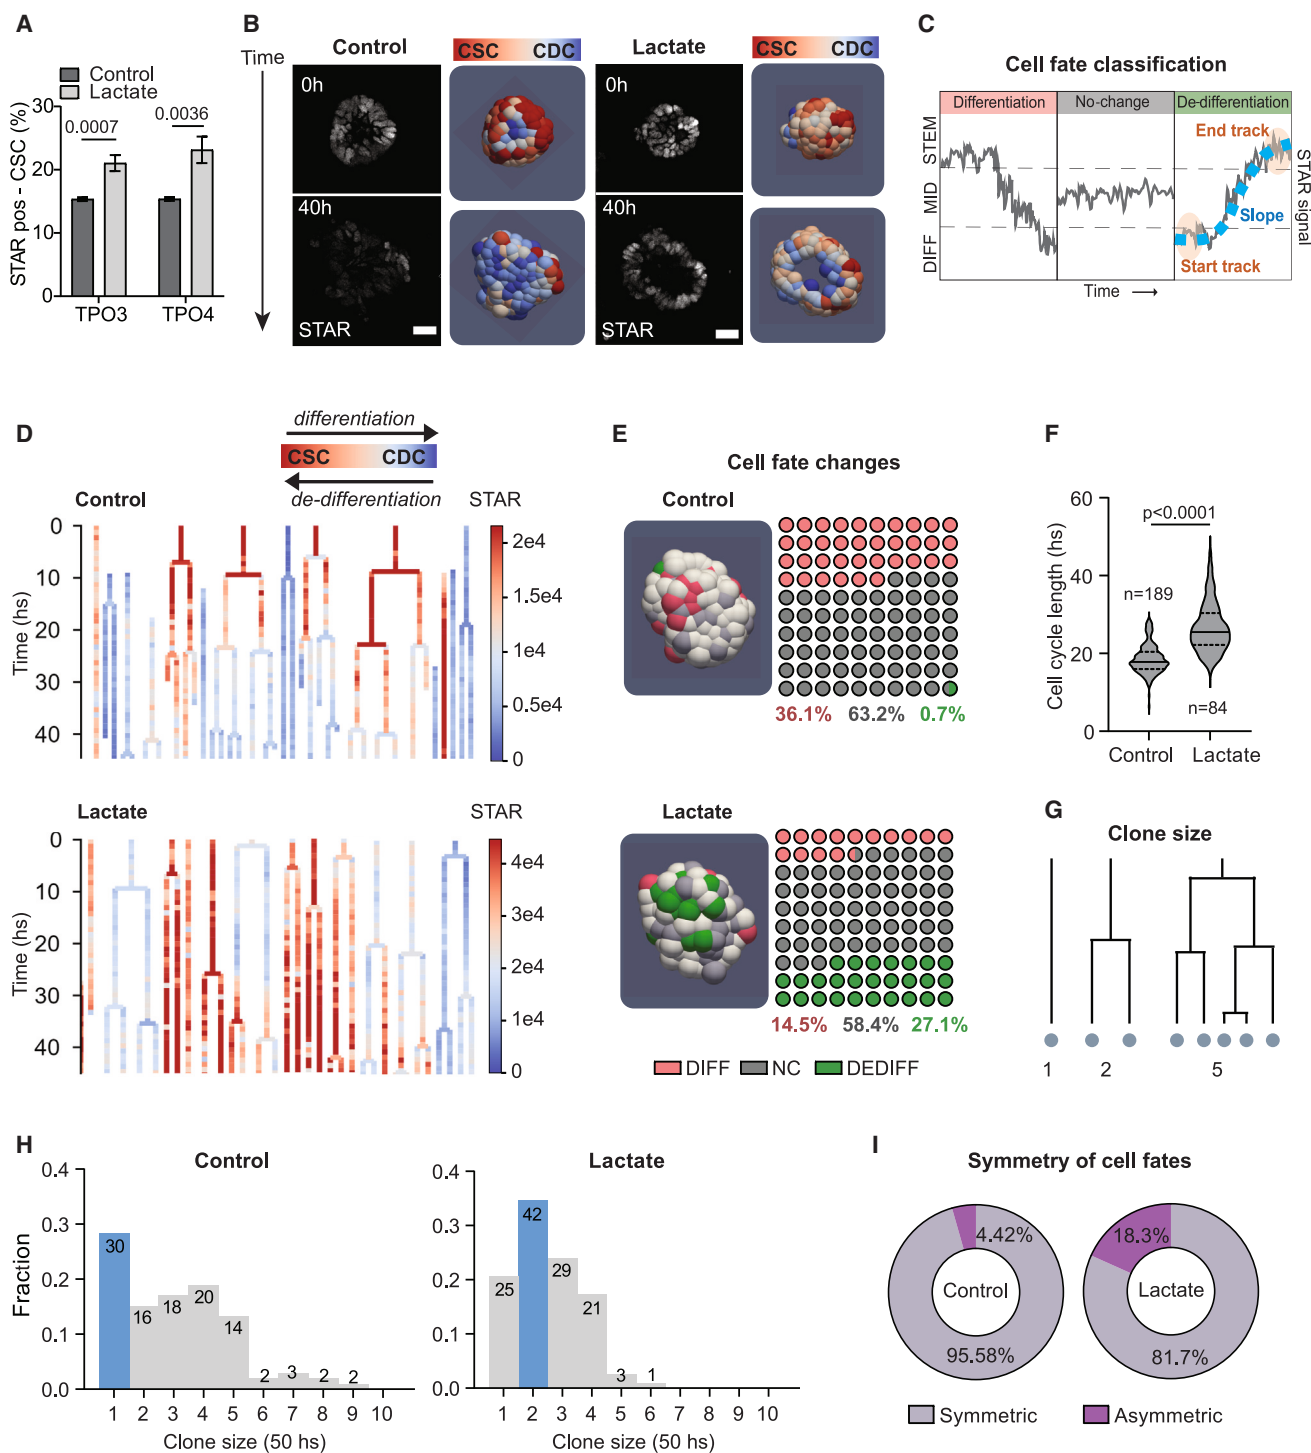 A
Control
Lactate
STAR pos - CSC (%)
30
20
10
0
0.0007
0.0036
TPO3
TPO4
B
Time
Control
CSC
CDC
Lactate
CSC
CDC
0h
0h
40h
40h
STAR
STAR
C
Cell fate classification
Differentiation
No-change
De-differentiation
STEM
MID
DIFF
End track
Slope
Start track
STAR signal
Time
D
differentiation
CSC
CDC
de-differentiation
Control
STAR
0
10
20
30
40
Time (hs)
2e4
1.5e4
1e4
0.5e4
0
Lactate
STAR
0
10
20
30
40
Time (hs)
4e4
3e4
2e4
1e4
0
E
Cell fate changes
Control
36.1%
63.2%
0.7%
Lactate
14.5%
58.4%
27.1%
DIFF
NC
DEDIFF
F
Cell cycle length (hs)
60
40
20
0
p<0.0001
n=189
n=84
Control
Lactate
G
Clone size
1
2
5
H
Control
Fraction
0.4
0.3
0.2
0.1
0.0
30
16
18
20
14
2
3
2
2
1 2 3 4 5 6 7 8 9 10
Clone size (50 hs)
Lactate
0.4
0.3
0.2
0.1
0.0
25
42
29
21
3
1
1 2 3 4 5 6 7 8 9 10
Clone size (50 hs)
I
Symmetry of cell fates
4.42%
Control
95.58%
18.3%
Lactate
81.7%
Symmetric
Asymmetric